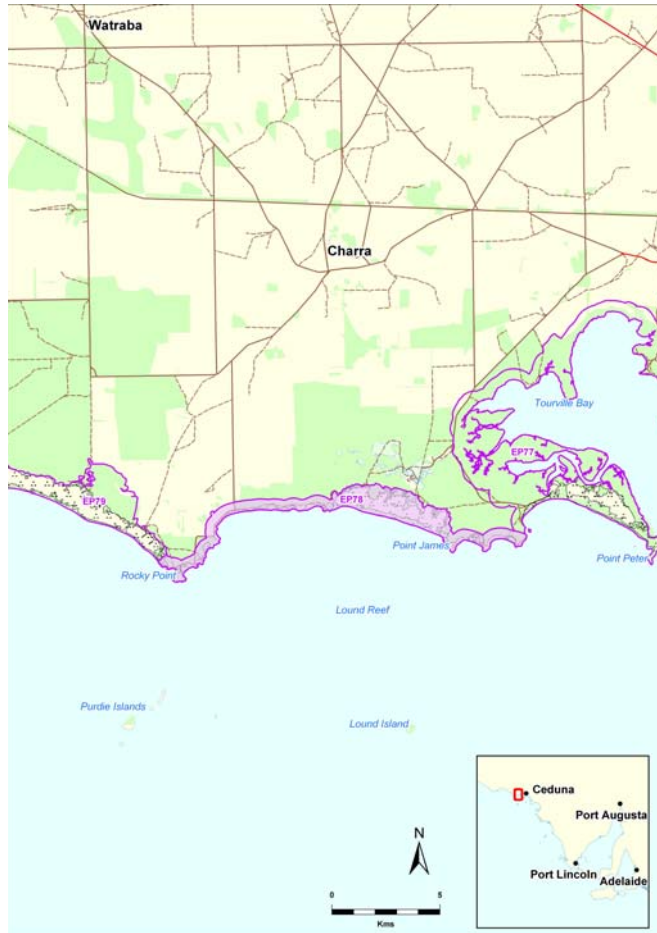 Watraba
Charra
Tourville Bay
EP77
EP79
EP78
Point James
Point Peter
Rocky Point
Lound Reef
Purdie Islands
Lound Island
N
0 5
Kms
Ceduna
Port Augusta
Port Lincoln
Adelaide